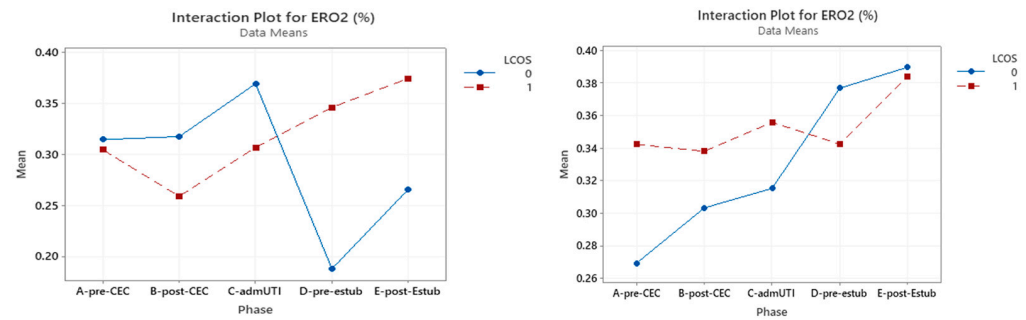 Interaction Plot for ERO2 (%)
Data Means
0.40
0.35
0.30
0.25
0.20
Mean
A-pre-CEC B-post-CEC C-admUTI D-pre-estub E-post-Estub
Phase
LCOS
0
1
Interaction Plot for ERO2 (%)
Data Means
0.40
0.38
0.36
0.34
0.32
0.30
0.28
0.26
Mean
A-pre-CEC B-post-CEC C-admUTI D-pre-estub E-post-Estub
Phase
LCOS
0
1